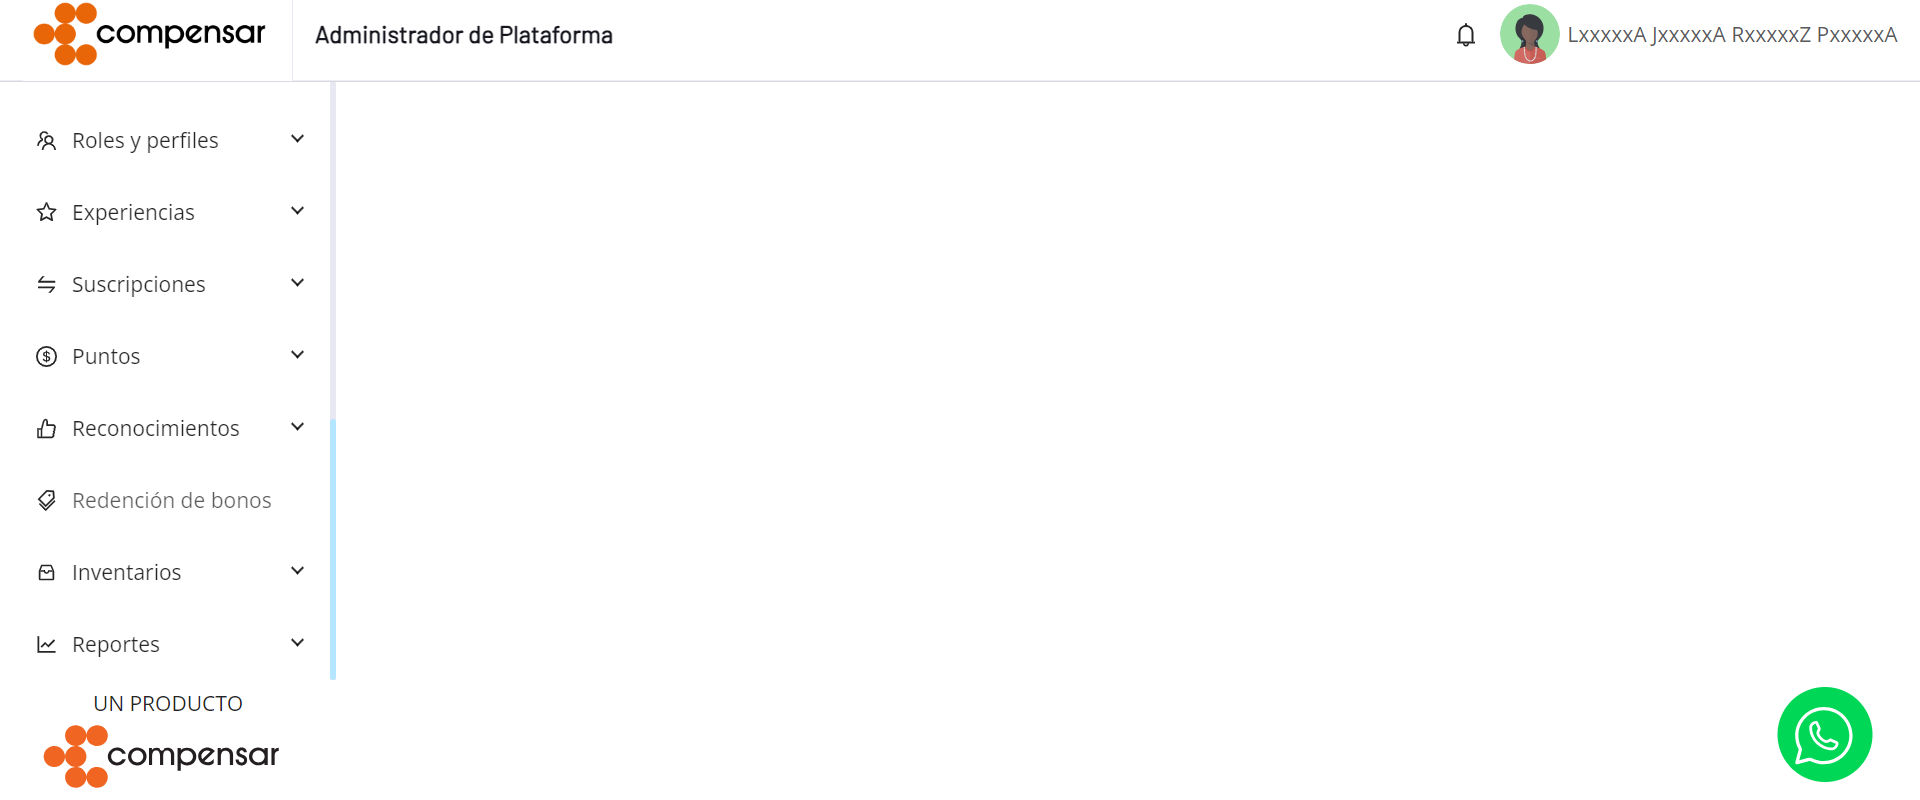 compensar
Administrador de Plataforma
LxxxxxA JxxxxxA RxxxxxZ PxxxxxA
Roles y perfiles
Experiencias
Suscripciones
Puntos
Reconocimientos
Redención de bonos
Inventarios
Reportes
UN PRODUCTO
compensar